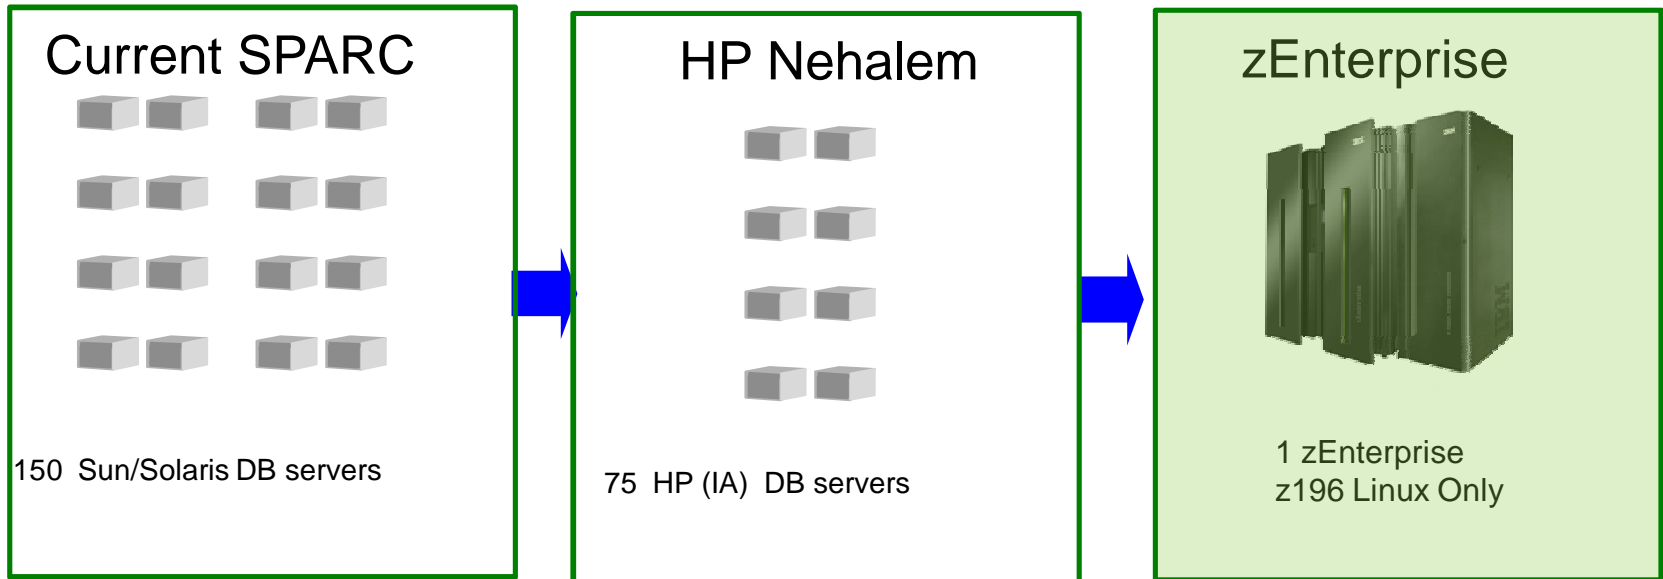 Current SPARC
150 Sun/Solaris DB servers
HP Nehalem
75 HP (IA) DB servers
zEnterprise
IBM
1 zEnterprise
z196 Linux Only